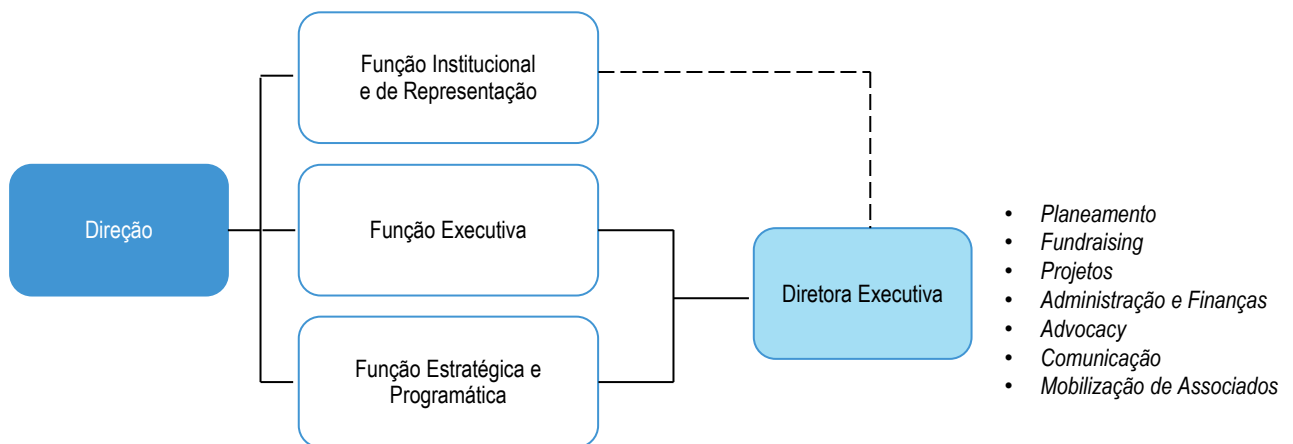 Direção
Função Institucional
e de Representação
Função Executiva
Função Estratégica e
Programática
Diretora Executiva
• Planeamento
• Fundraising
• Projetos
• Administração e Finanças
• Advocacy
• Comunicação
• Mobilização de Associados